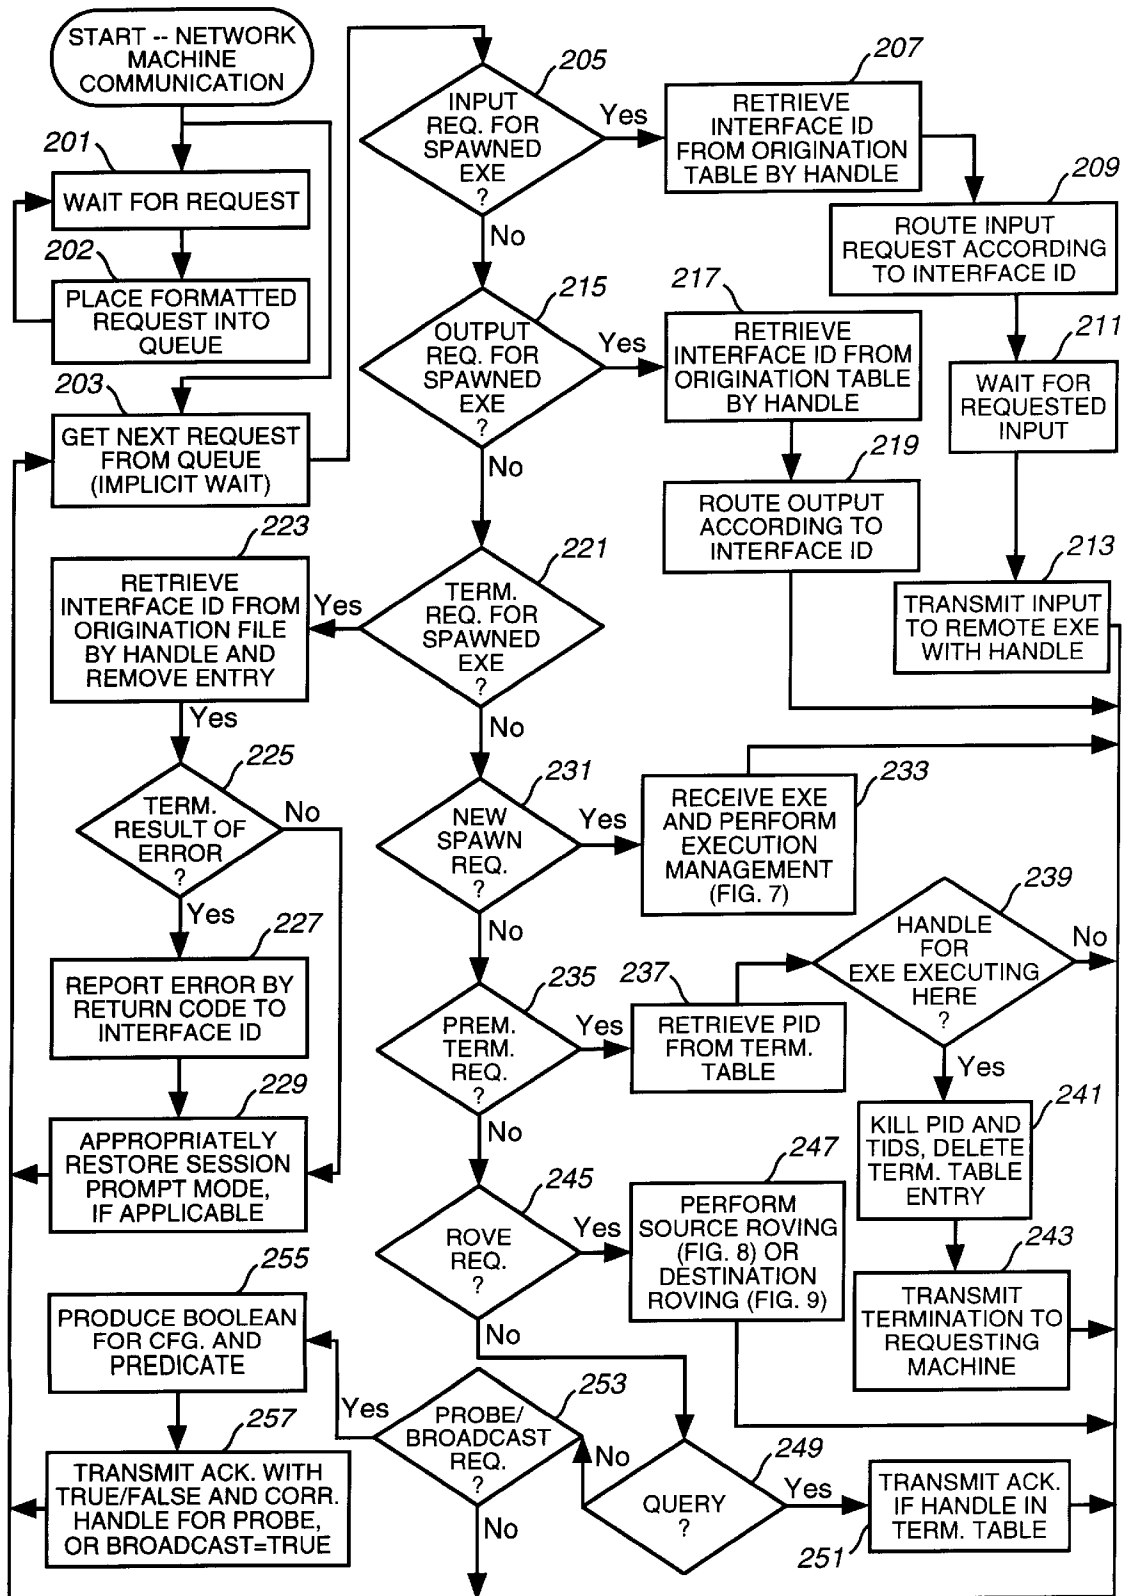 START -- NETWORK
MACHINE
COMMUNICATION
201
WAIT FOR REQUEST
202
PLACE FORMATTED
REQUEST INTO
QUEUE
203
GET NEXT REQUEST
FROM QUEUE
(IMPLICIT WAIT)
205
INPUT
REQ. FOR
SPAWNED
EXE
?
Yes
No
207
RETRIEVE
INTERFACE ID
FROM ORIGINATION
TABLE BY HANDLE
209
ROUTE INPUT
REQUEST ACCORDING
TO INTERFACE ID
211
WAIT FOR
REQUESTED
INPUT
213
TRANSMIT INPUT
TO REMOTE EXE
WITH HANDLE
215
OUTPUT
REQ. FOR
SPAWNED
EXE
?
Yes
No
217
RETRIEVE
INTERFACE ID FROM
ORIGINATION TABLE
BY HANDLE
219
ROUTE OUTPUT
ACCORDING TO
INTERFACE ID
221
TERM.
REQ. FOR
SPAWNED
EXE
?
Yes
No
223
RETRIEVE
INTERFACE ID FROM
ORIGINATION FILE
BY HANDLE AND
REMOVE ENTRY
Yes
225
TERM.
RESULT OF
ERROR
?
No
Yes
227
REPORT ERROR BY
RETURN CODE TO
INTERFACE ID
229
APPROPRIATELY
RESTORE SESSION
PROMPT MODE,
IF APPLICABLE
231
NEW
SPAWN
REQ.
?
Yes
No
233
RECEIVE EXE
AND PERFORM
EXECUTION
MANAGEMENT
(FIG. 7)
235
PREM.
TERM.
REQ.
?
Yes
No
237
RETRIEVE PID
FROM TERM.
TABLE
239
HANDLE
FOR
EXE EXECUTING
HERE
?
No
Yes
241
KILL PID AND
TIDS, DELETE
TERM. TABLE
ENTRY
243
TRANSMIT
TERMINATION TO
REQUESTING
MACHINE
245
ROVE
REQ.
?
Yes
No
247
PERFORM
SOURCE ROVING
(FIG. 8) OR
DESTINATION
ROVING (FIG. 9)
249
QUERY
?
Yes
No
251
TRANSMIT ACK.
IF HANDLE IN
TERM. TABLE
253
PROBE/
BROADCAST
REQ.
?
Yes
No
255
PRODUCE BOOLEAN
FOR CFG. AND
PREDICATE
257
TRANSMIT ACK. WITH
TRUE/FALSE AND CORR.
HANDLE FOR PROBE,
OR BROADCAST=TRUE